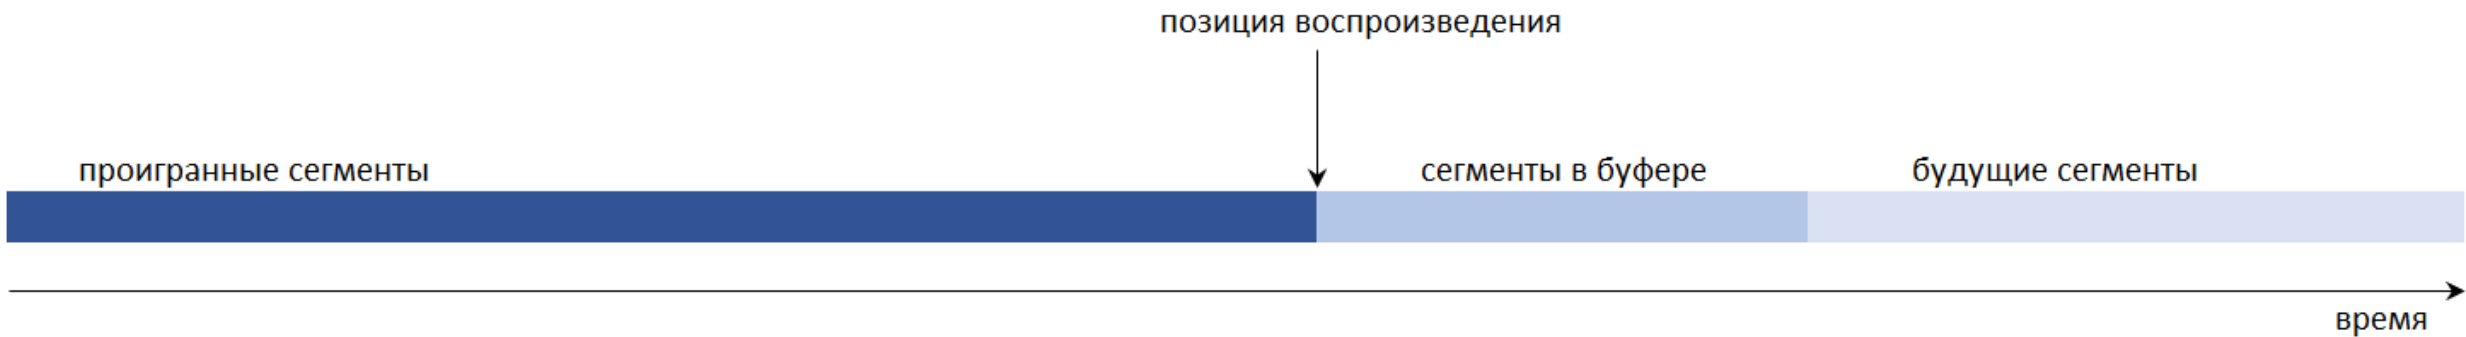 позиция воспроизведения
проигранные сегменты
сегменты в буфере
будущие сегменты
время